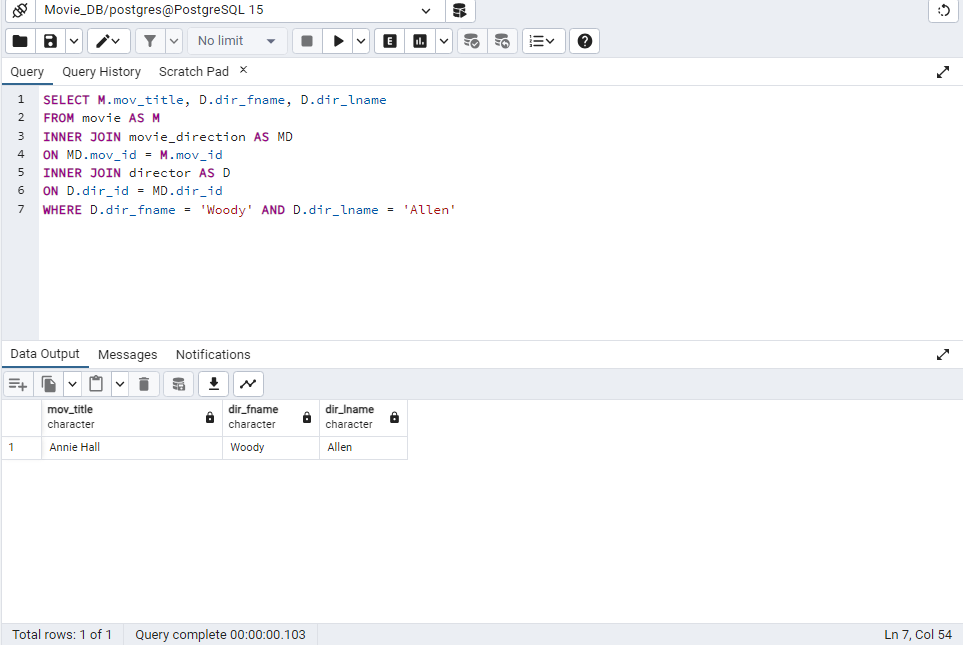 Movie_DB/postgres@PostgreSQL 15
No limit
E
Query Query History Scratch Pad ×
1 SELECT M.mov_title, D.dir_fname, D.dir_lname
2 FROM movie AS M
3 INNER JOIN movie_direction AS MD
4 ON MD.mov_id = M.mov_id
5 INNER JOIN director AS D
6 ON D.dir_id = MD.dir_id
7 WHERE D.dir_fname = 'Woody' AND D.dir_lname = 'Allen'
Data Output Messages Notifications
mov_title dir_fname dir_lname
character character character
1 Annie Hall Woody Allen
Total rows: 1 of 1 Query complete 00:00:00.103 Ln 7, Col 54